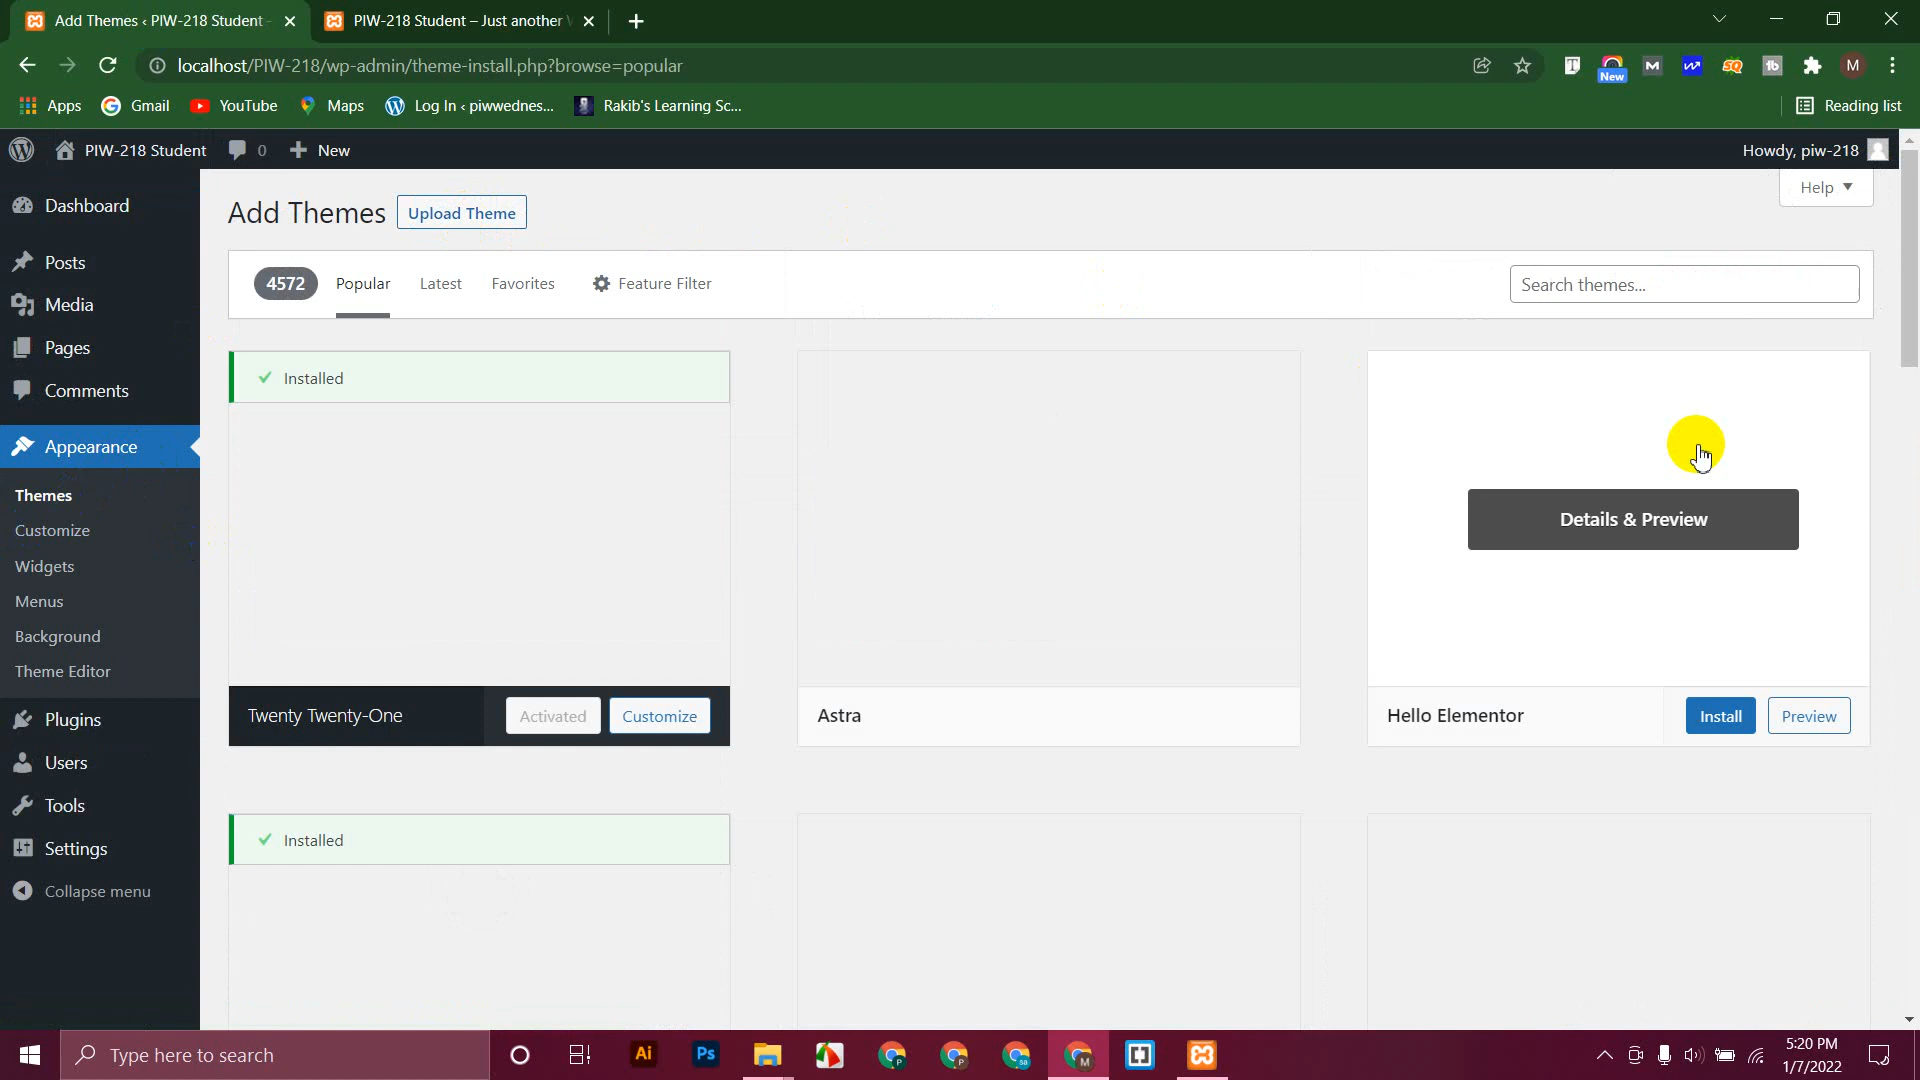 Add Themes ‹ PIW-218 Student -
PIW-218 Student – Just another
localhost/PIW-218/wp-admin/theme-install.php?browse=popular
New
Apps
Gmail
YouTube
Maps
Log In ‹ piwwednes...
Rakib's Learning Sc...
Reading list
PIW-218 Student
0
New
Howdy, piw-218
Dashboard
Posts
Media
Pages
Comments
Appearance
Themes
Customize
Widgets
Menus
Background
Theme Editor
Plugins
Users
Tools
Settings
Collapse menu
Add Themes
Upload Theme
Help
4572
Popular
Latest
Favorites
Feature Filter
Search themes...
Installed
Details & Preview
Twenty Twenty-One
Activated
Customize
Astra
Hello Elementor
Install
Preview
Installed
Type here to search
Ai
Ps
5:20 PM
1/7/2022